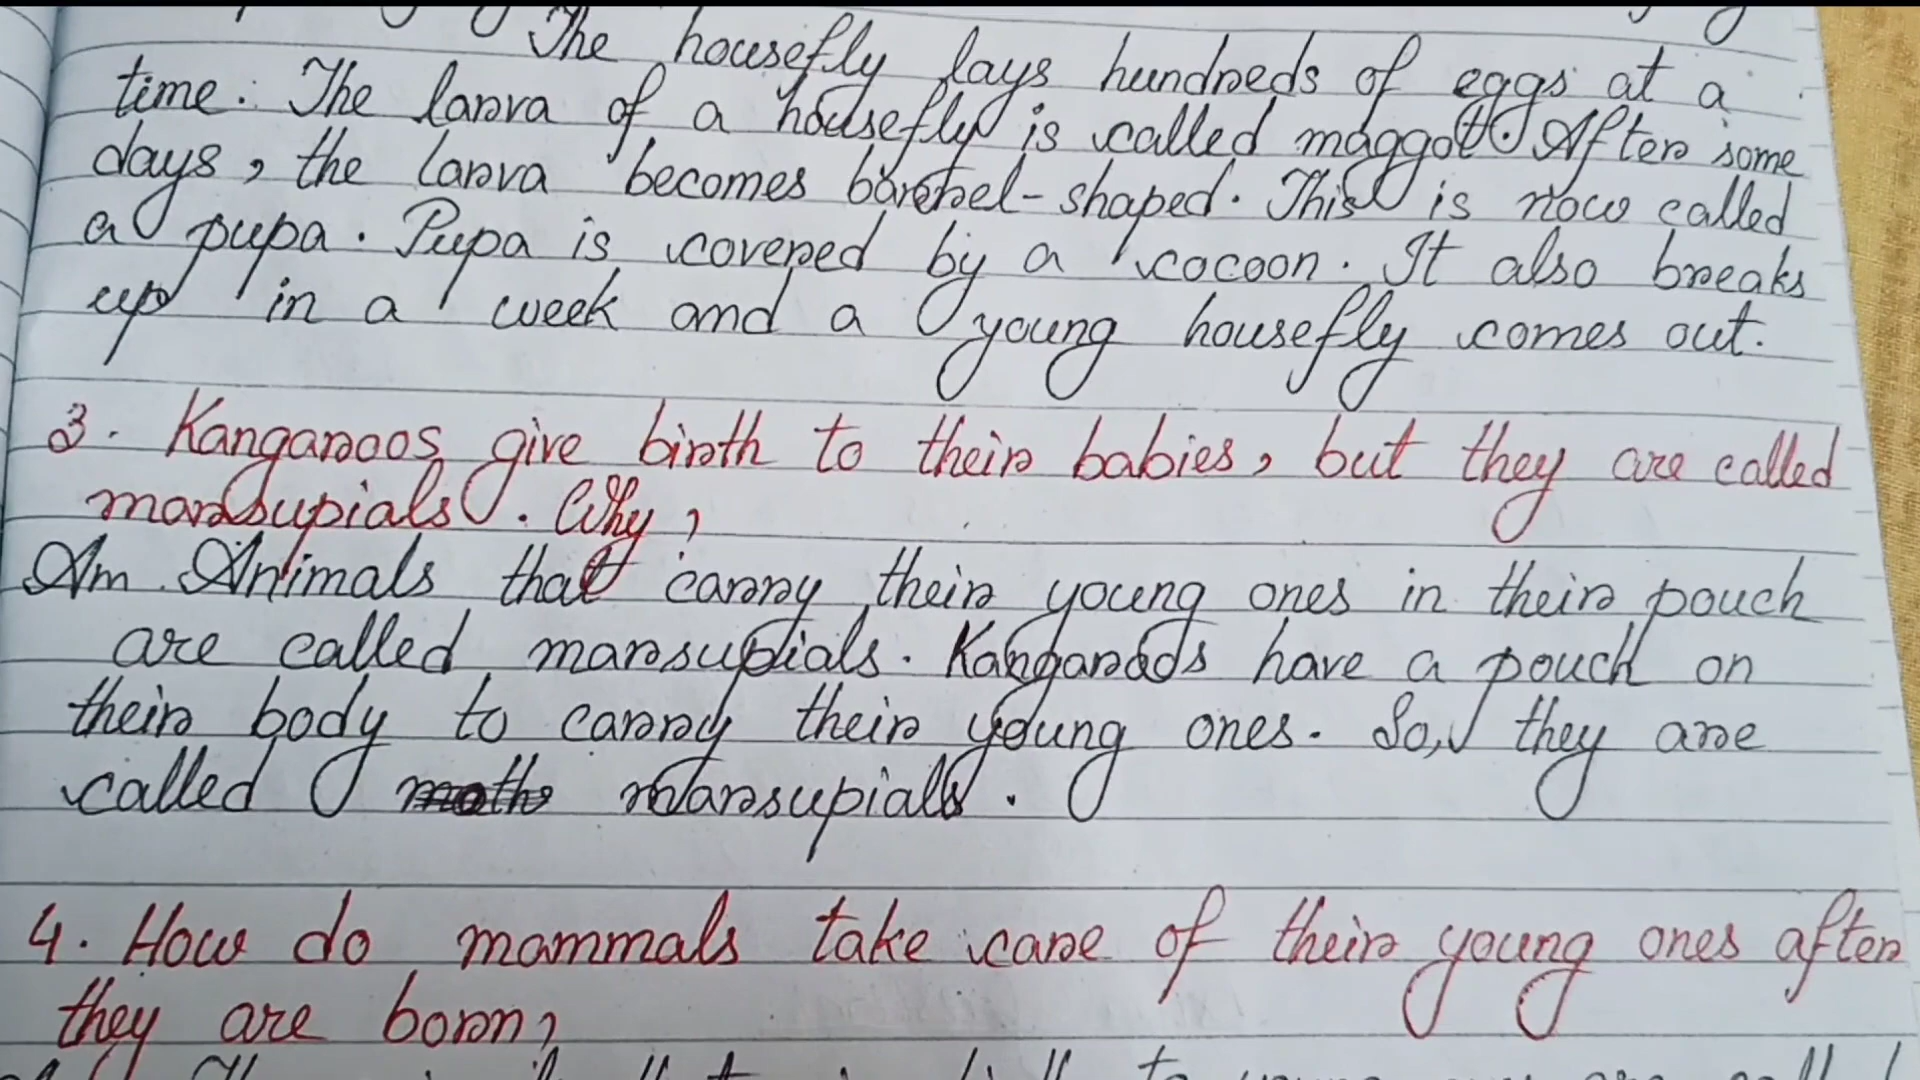 The housefly lays hundreds of eggs at a
time. The larva of a housefly is called maggot. After some
days, the larva becomes barrel-shaped. This is now called
a pupa. Pupa is covered by a cocoon. It also breaks
up in a week and a young housefly comes out.
3. Kangaroos give birth to their babies, but they are called
marsupials. Why?
Am Animals that carry their young ones in their pouch
are called marsupials. Kangaroos have a pouch on
their body to carry their young ones. So, they are
called marsupials.
4. How do mammals take care of their young ones after
they are born?